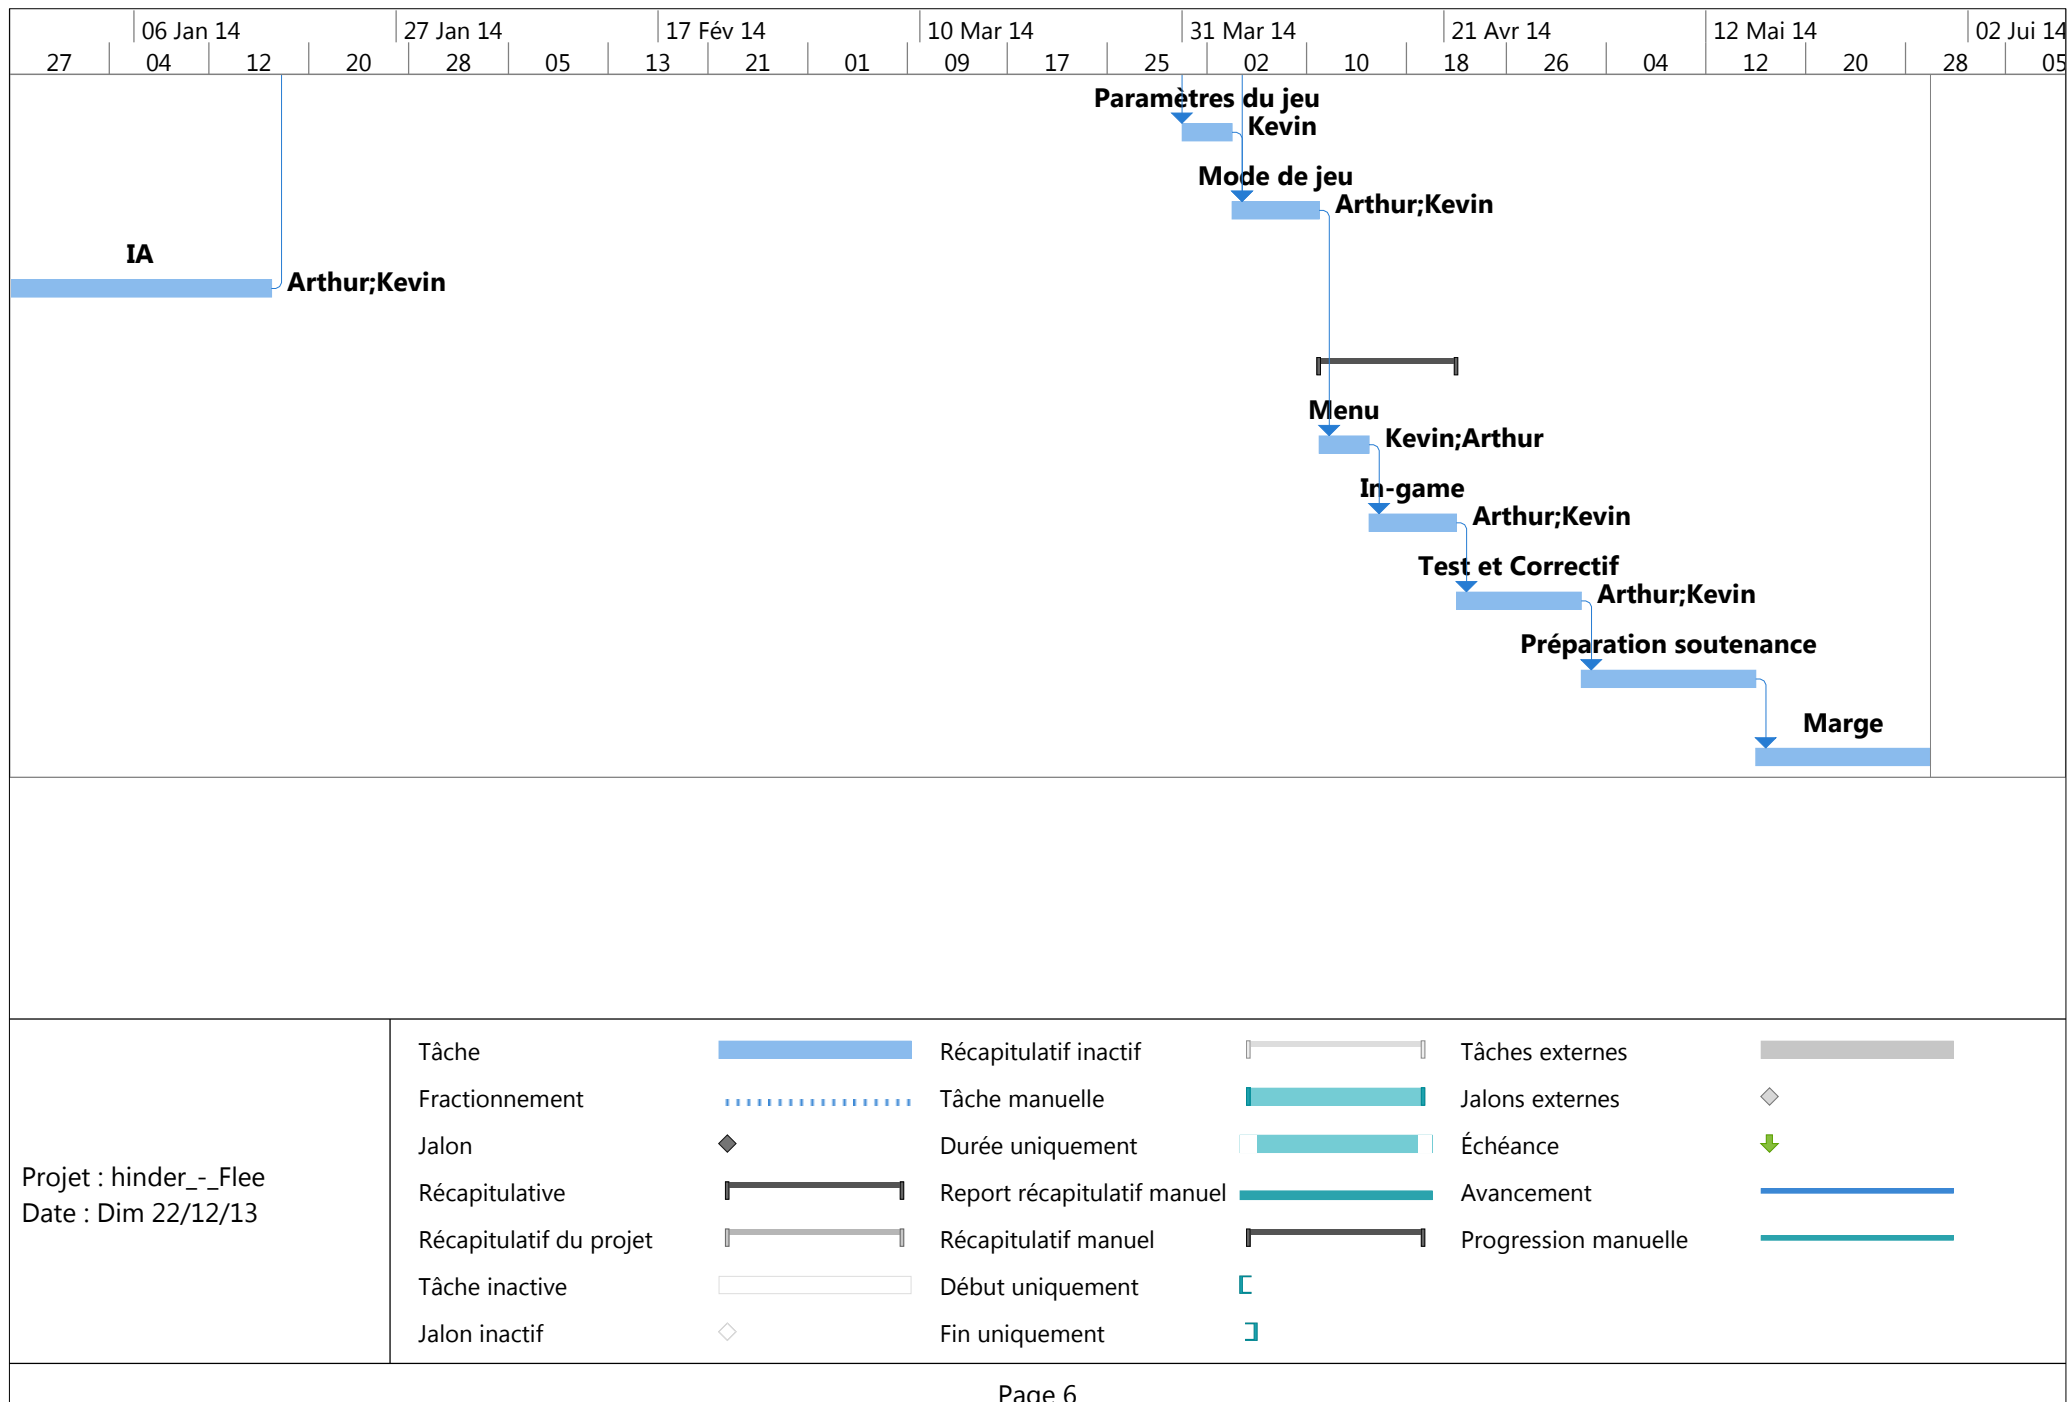 06 Jan 14 27 Jan 14 17 Fév 14 10 Mar 14 31 Mar 14 21 Avr 14 12 Mai 14 02 Jui 14
27 04 12 20 28 05 13 21 01 09 17 25 02 10 18 26 04 12 20 28 05
Paramètres du jeu
Kevin
Mode de jeu
Arthur;Kevin
IA
Arthur;Kevin
Menu
Kevin;Arthur
In-game
Arthur;Kevin
Test et Correctif
Arthur;Kevin
Préparation soutenance
Marge
Projet : hinder_-_Flee
Date : Dim 22/12/13
Tâche
Fractionnement
Jalon
Récapitulative
Récapitulatif du projet
Tâche inactive
Jalon inactif
Récapitulatif inactif
Tâche manuelle
Durée uniquement
Report récapitulatif manuel
Récapitulatif manuel
Début uniquement
Fin uniquement
Tâches externes
Jalons externes
Échéance
Avancement
Progression manuelle
Page 6